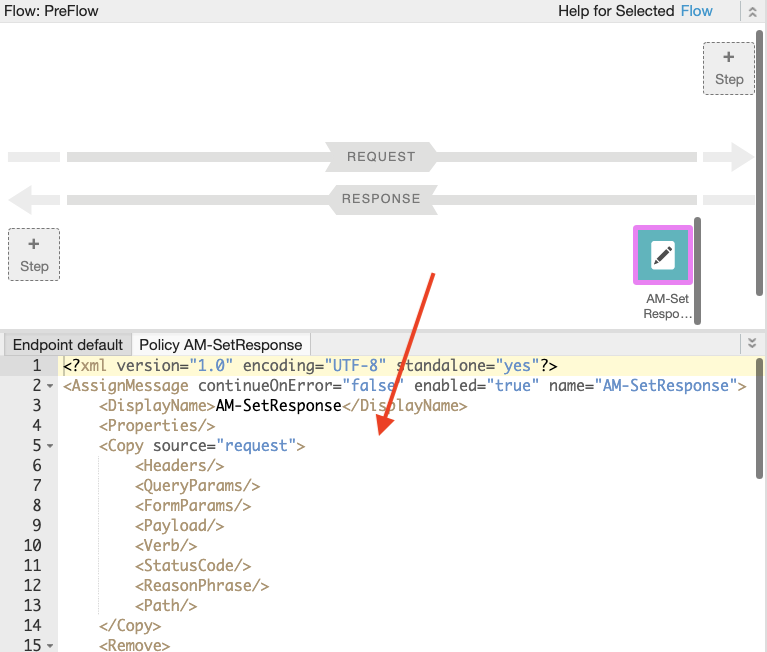 Flow: PreFlow Help for Selected Flow
+
Step
REQUEST
RESPONSE
+
Step
AM-Set
Respo...
Endpoint default Policy AM-SetResponse
1 <?xml version="1.0" encoding="UTF-8" standalone="yes"?>
2 <AssignMessage continueOnError="false" enabled="true" name="AM-SetResponse">
3 <DisplayName>AM-SetResponse</DisplayName>
4 <Properties/>
5 <Copy source="request">
6 <Headers/>
7 <QueryParams/>
8 <FormParams/>
9 <Payload/>
10 <Verb/>
11 <StatusCode/>
12 <ReasonPhrase/>
13 <Path/>
14 </Copy>
15 <Remove>